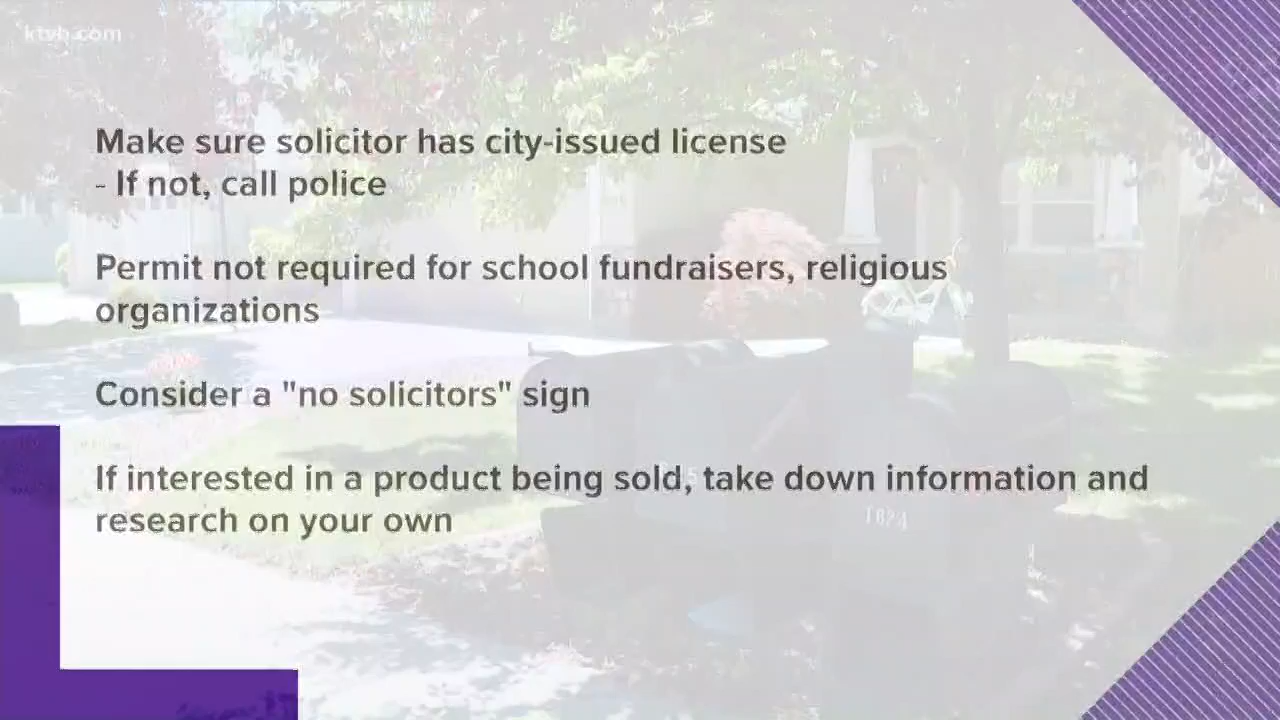 ktvb.com
Make sure solicitor has city-issued license
- If not, call police
Permit not required for school fundraisers, religious
organizations
Consider a "no solicitors" sign
If interested in a product being sold, take down information and
research on your own
1624